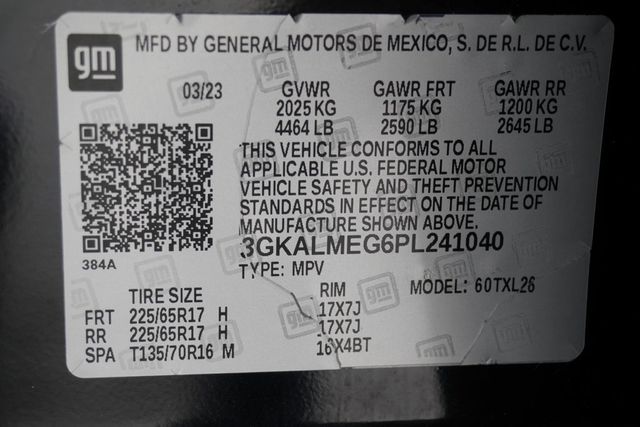 gm
MFD BY GENERAL MOTORS DE MEXICO, S. DE R.L. DE C.V.
03/23 GVWR GAWR FRT GAWR RR
2025 KG 1175 KG 1200 KG
4464 LB 2590 LB 2645 LB
THIS VEHICLE CONFORMS TO ALL
APPLICABLE U.S. FEDERAL MOTOR
VEHICLE SAFETY AND THEFT PREVENTION
STANDARDS IN EFFECT ON THE DATE OF
MANUFACTURE SHOWN ABOVE.
3GKALMEG6PL241040
384A
TYPE: MPV
MODEL: 60TXL26
TIRE SIZE RIM
FRT 225/65R17 H 17X7J
RR 225/65R17 H 17X7J
SPA T135/70R16 M 16X4BT